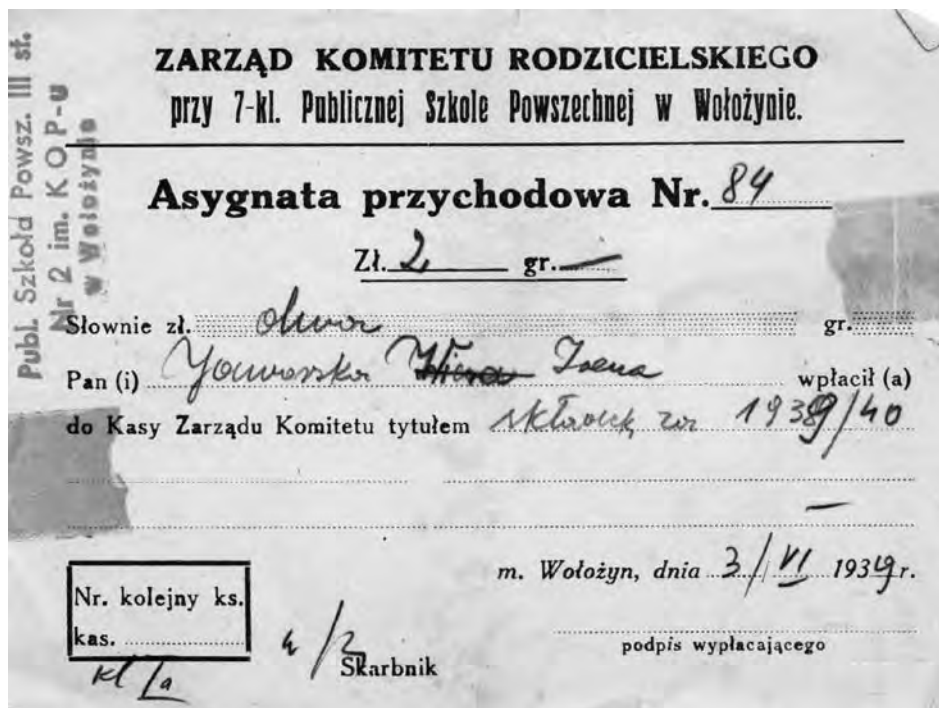 Publ. Szkoła Powsz. III st.
Nr 2 im. K O P-u
w Wołożynie
ZARZĄD KOMITETU RODZICIELSKIEGO
przy 7-kl. Publicznej Szkole Powszechnej w Wołożynie.
Asygnata przychodowa Nr. 84
Zł. 2 gr. —
Słownie zł. dwa gr.
Pan (i) Jaworska Irena wpłacił (a)
do Kasy Zarządu Komitetu tytułem składek za 1939/40
—
m. Wołożyn, dnia 3/VI 1939 r.
Nr. kolejny ks.
kas.
Skarbnik
podpis wypłacającego
kl Ia